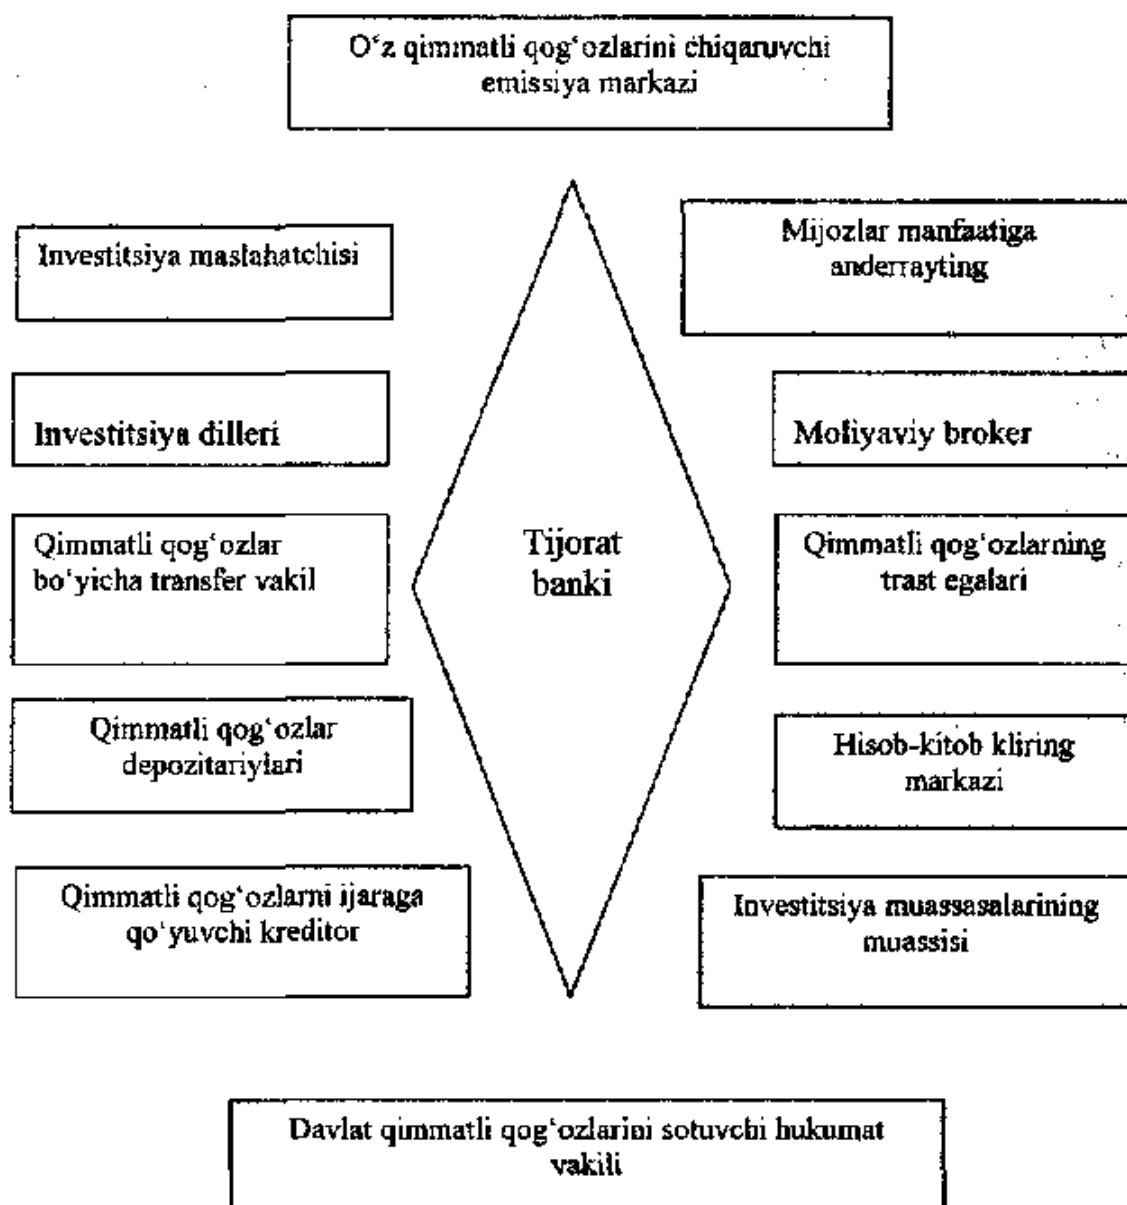 O‘z qimmatli qog‘ozlarini chiqaruvchi
emissiya markazi
Investitsiya maslahatchisi
Mijozlar manfaatiga
anderrayting
Investitsiya dilleri
Moliyaviy broker
Qimmatli qog‘ozlar
bo‘yicha transfer vakil
Tijorat
banki
Qimmatli qog‘ozlarning
trast egalari
Qimmatli qog‘ozlar
depozitariylari
Hisob-kitob kliring
markazi
Qimmatli qog‘ozlarni ijaraga
qo‘yuvchi kreditor
Investitsiya muassasalarining
muassisi
Davlat qimmatli qog‘ozlarini sotuvchi hukumat
vakili